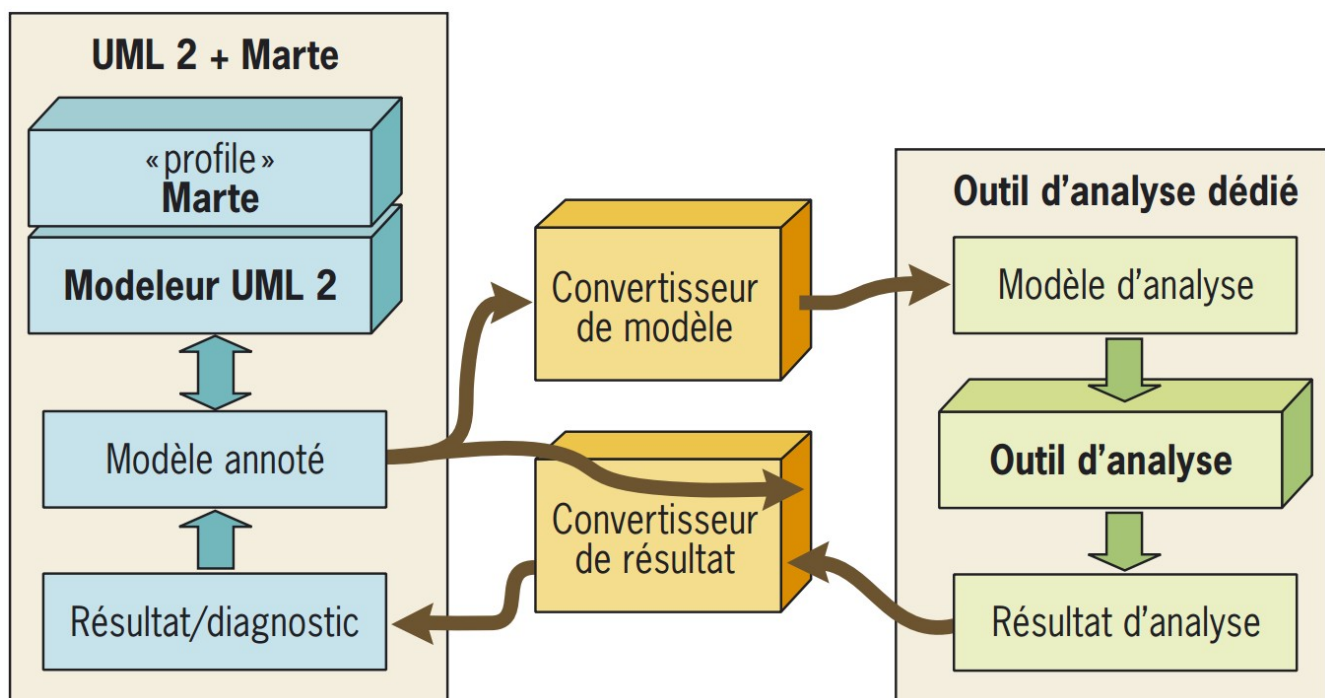 UML 2 + Marte
« profile »
Marte
Modeleur UML 2
Modèle annoté
Résultat/diagnostic
Convertisseur
de modèle
Convertisseur
de résultat
Outil d’analyse dédié
Modèle d’analyse
Outil d’analyse
Résultat d’analyse